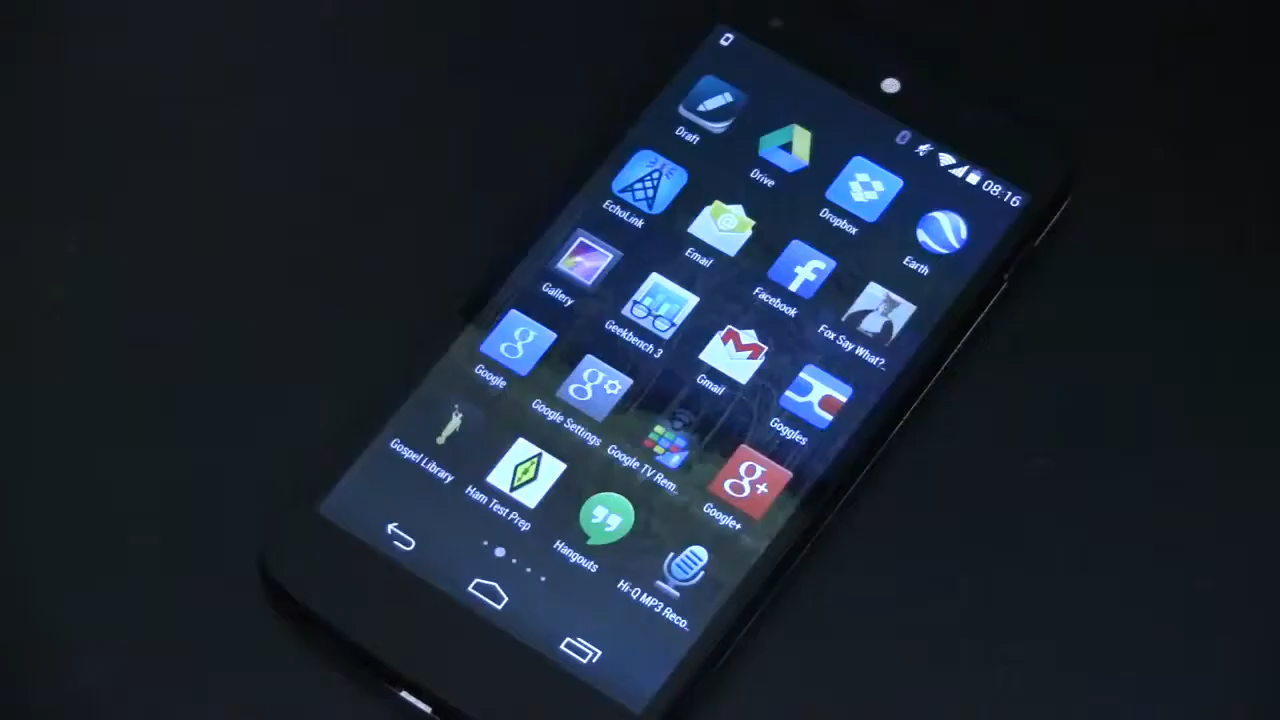 08:16
Draft
Drive
Dropbox
Earth
EchoLink
Email
Facebook
Fox Say What?..
Gallery
Geekbench 3
Gmail
Goggles
Google
Google Settings
Google TV Rem..
Google+
Gospel Library
Ham Test Prep
Hangouts
Hi-Q MP3 Reco..